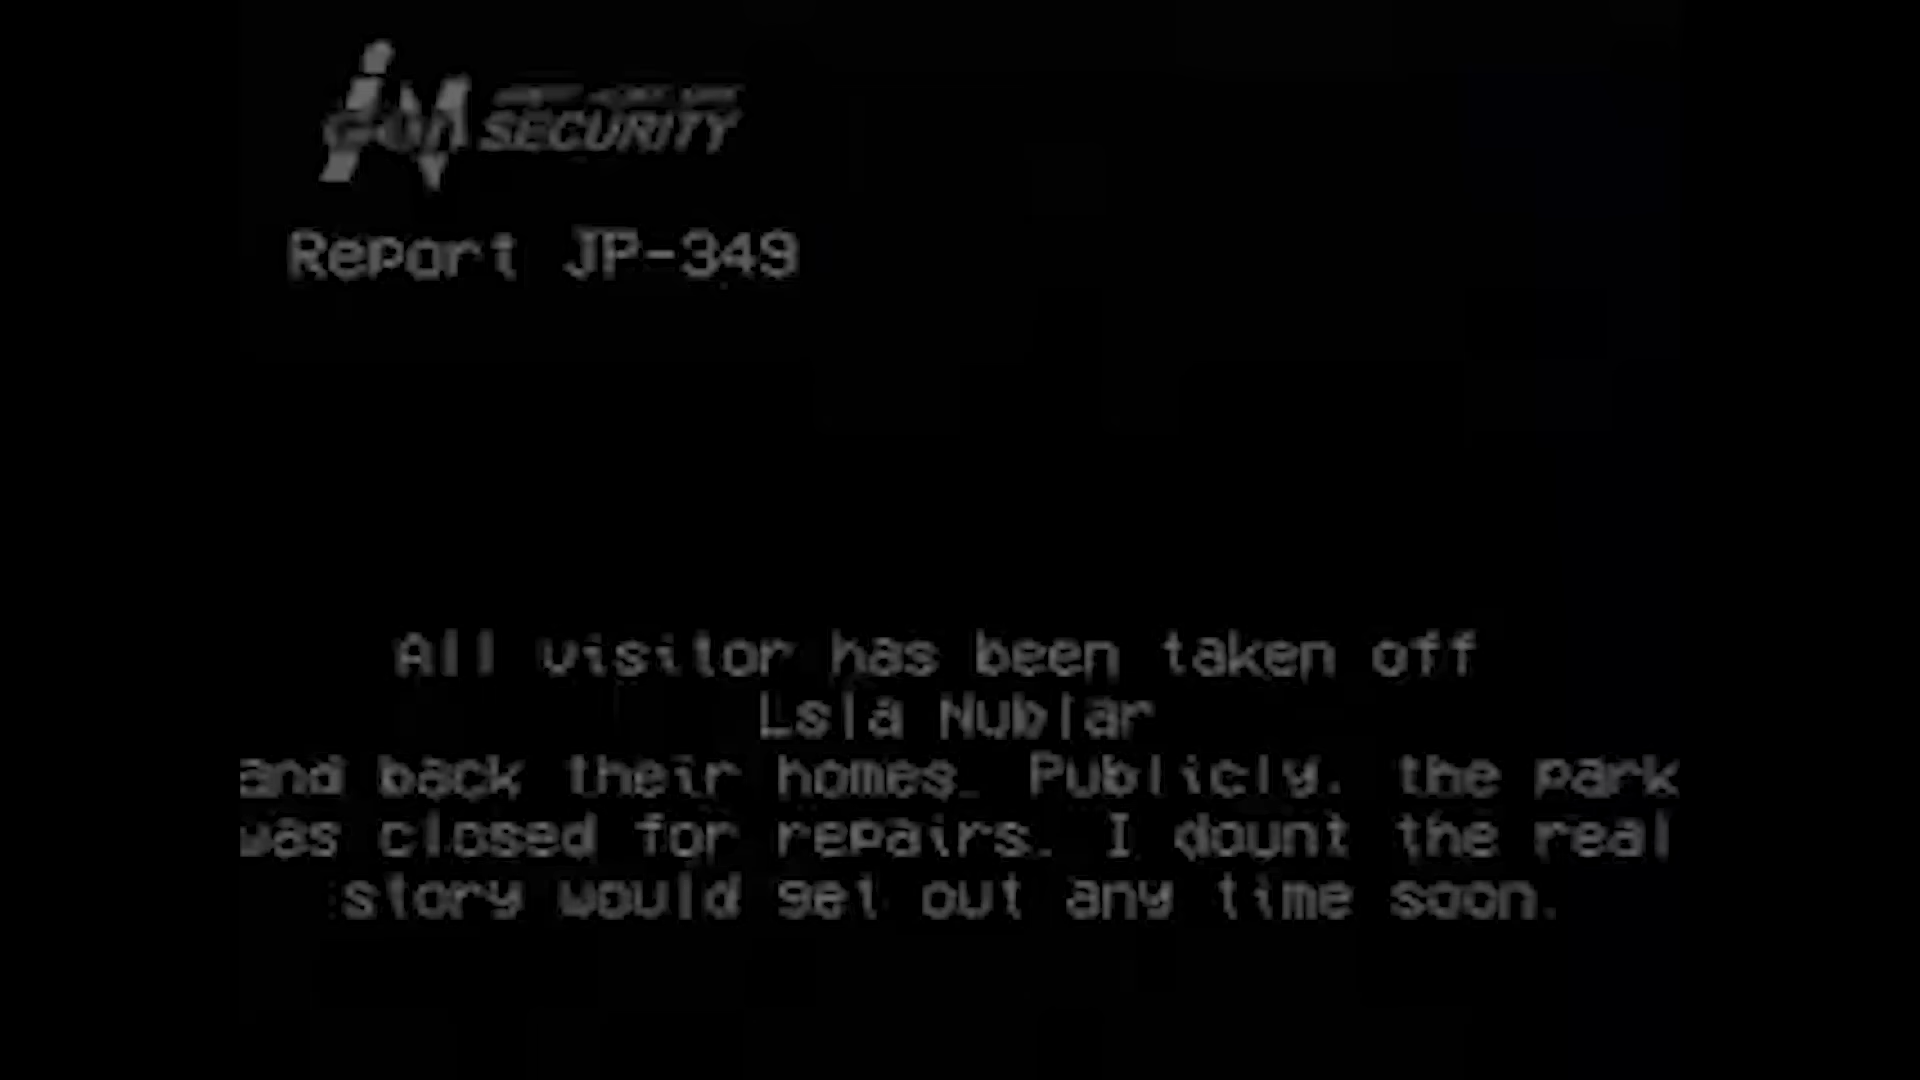 SECURITY
Report JP-349
All visitor has been taken off
Lsla Nublar
and back their homes. Publicly, the park
was closed for repairs. I dount the real
story would get out any time soon.